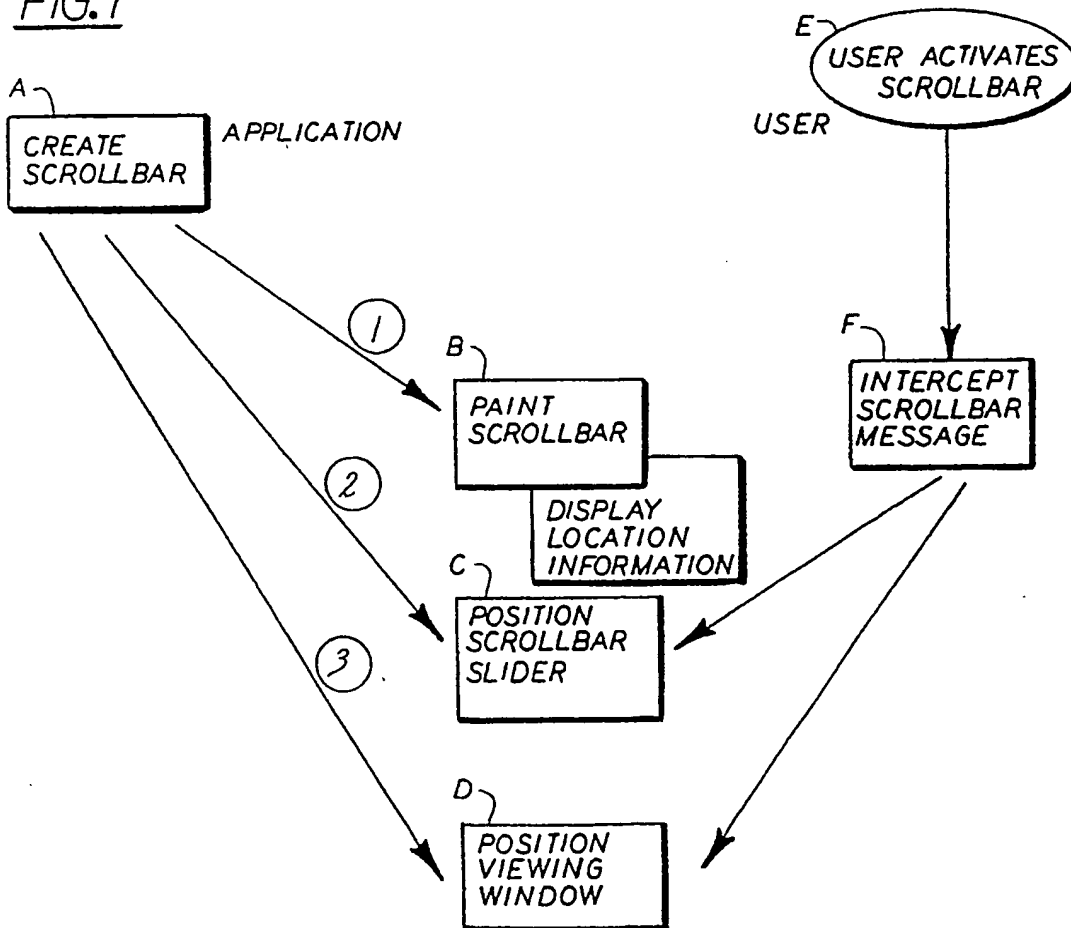 FIG.1
E
USER ACTIVATES
SCROLLBAR
A
CREATE
SCROLLBAR
APPLICATION
USER
1
B
PAINT
SCROLLBAR
F
INTERCEPT
SCROLLBAR
MESSAGE
2
DISPLAY
LOCATION
INFORMATION
C
POSITION
SCROLLBAR
SLIDER
3
D
POSITION
VIEWING
WINDOW